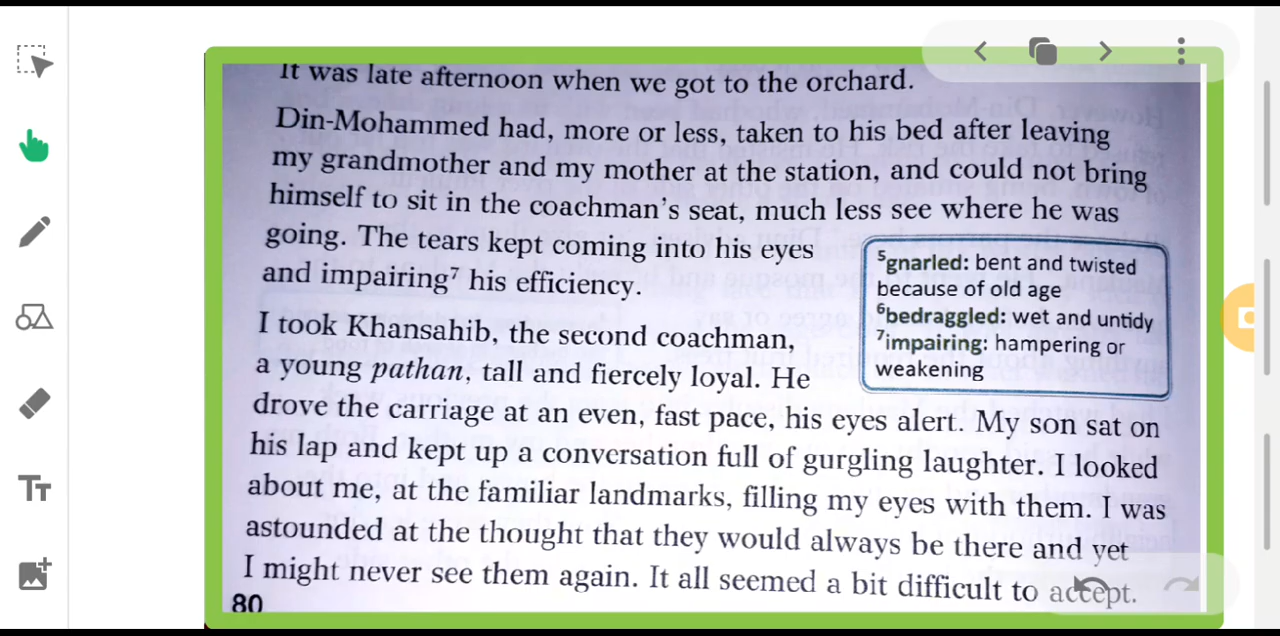 It was late afternoon when we got to the orchard.
Din-Mohammed had, more or less, taken to his bed after leaving
my grandmother and my mother at the station, and could not bring
himself to sit in the coachman's seat, much less see where he was
going. The tears kept coming into his eyes
and impairing⁷ his efficiency.
⁵gnarled: bent and twisted
because of old age
⁶bedraggled: wet and untidy
⁷impairing: hampering or
weakening
I took Khansahib, the second coachman,
a young pathan, tall and fiercely loyal. He
drove the carriage at an even, fast pace, his eyes alert. My son sat on
his lap and kept up a conversation full of gurgling laughter. I looked
about me, at the familiar landmarks, filling my eyes with them. I was
astounded at the thought that they would always be there and yet
I might never see them again. It all seemed a bit difficult to accept.
80
TT